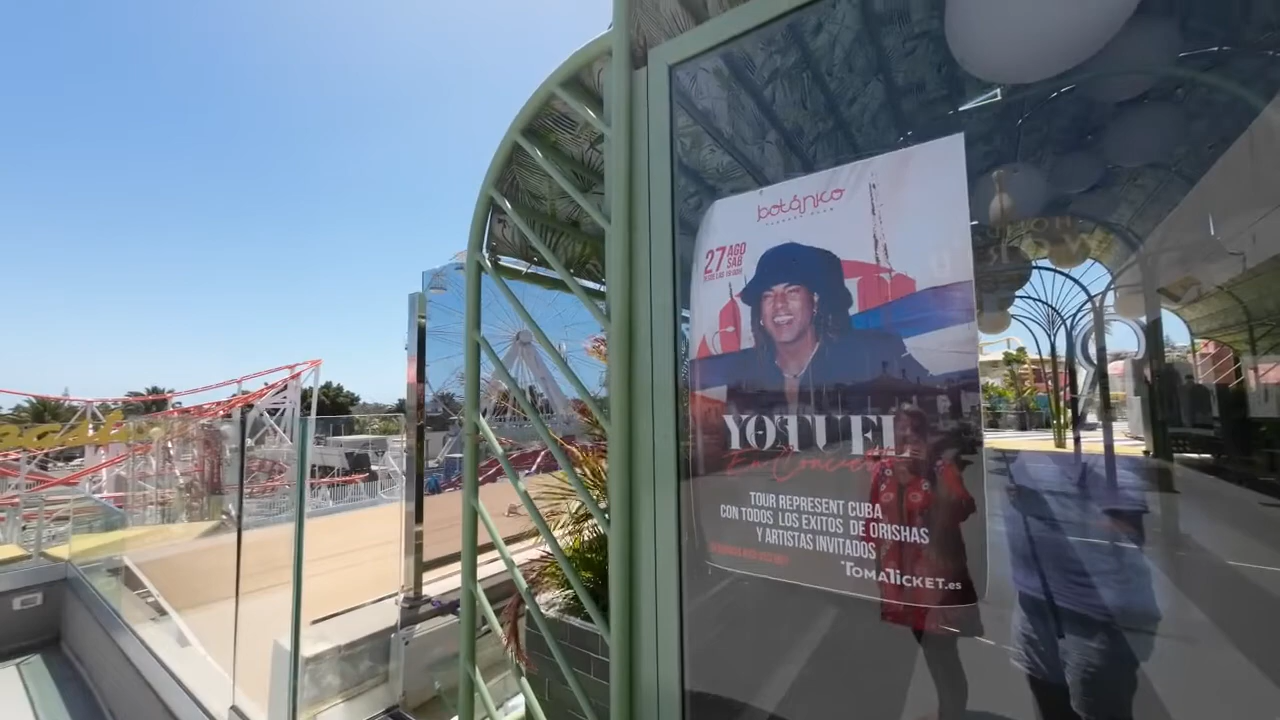 botánico
27 AGO
SAB
YOTUEL
En Concierto
TOUR REPRESENT CUBA
CON TODOS LOS EXITOS DE ORISHAS
Y ARTISTAS INVITADOS
TOMATICKET.es